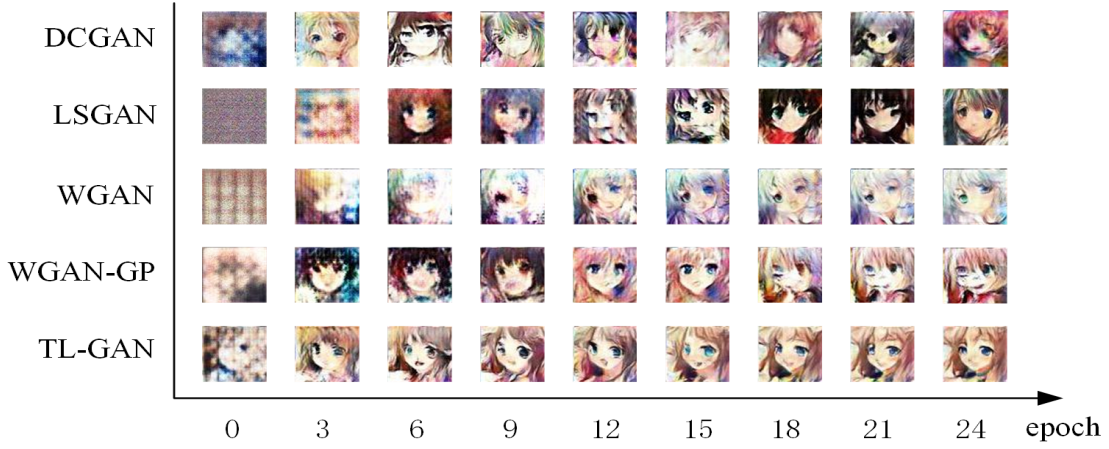 DCGAN
LSGAN
WGAN
WGAN-GP
TL-GAN
0 3 6 9 12 15 18 21 24 epoch